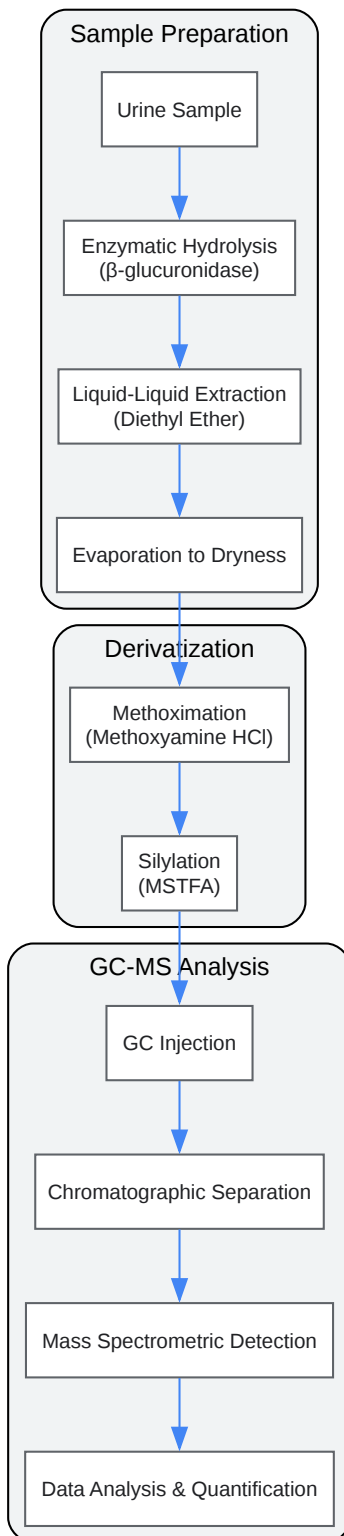 Sample Preparation
Urine Sample
Enzymatic Hydrolysis
(β-glucuronidase)
Liquid-Liquid Extraction
(Diethyl Ether)
Evaporation to Dryness
Derivatization
Methoximation
(Methoxyamine HCl)
Silylation
(MSTFA)
GC-MS Analysis
GC Injection
Chromatographic Separation
Mass Spectrometric Detection
Data Analysis & Quantification